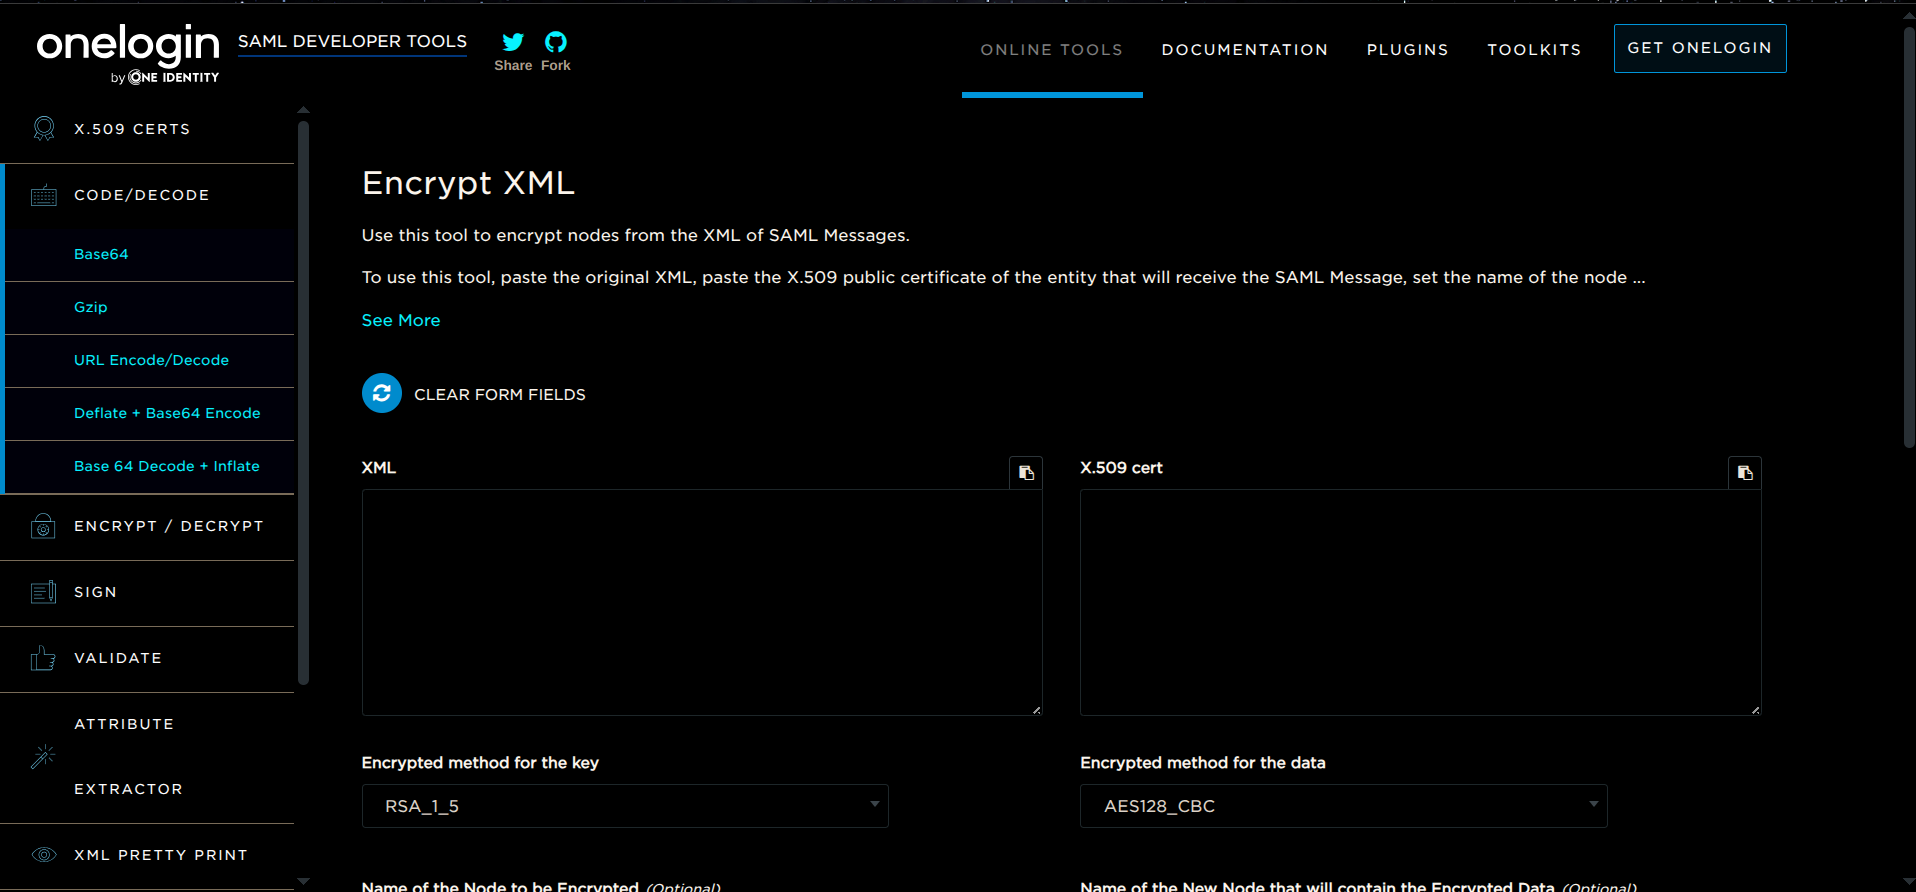 onelogin
by ONE IDENTITY
SAML DEVELOPER TOOLS
Share Fork
ONLINE TOOLS
DOCUMENTATION
PLUGINS
TOOLKITS
GET ONELOGIN
X.509 CERTS
CODE/DECODE
Base64
Gzip
URL Encode/Decode
Deflate + Base64 Encode
Base 64 Decode + Inflate
ENCRYPT / DECRYPT
SIGN
VALIDATE
ATTRIBUTE
EXTRACTOR
XML PRETTY PRINT
Encrypt XML
Use this tool to encrypt nodes from the XML of SAML Messages.
To use this tool, paste the original XML, paste the X.509 public certificate of the entity that will receive the SAML Message, set the name of the node ...
See More
CLEAR FORM FIELDS
XML
X.509 cert
Encrypted method for the key
Encrypted method for the data
RSA_1_5
AES128_CBC
Name of the Node to be Encrypted (Optional)
Name of the New Node that will contain the Encrypted Data (Optional)